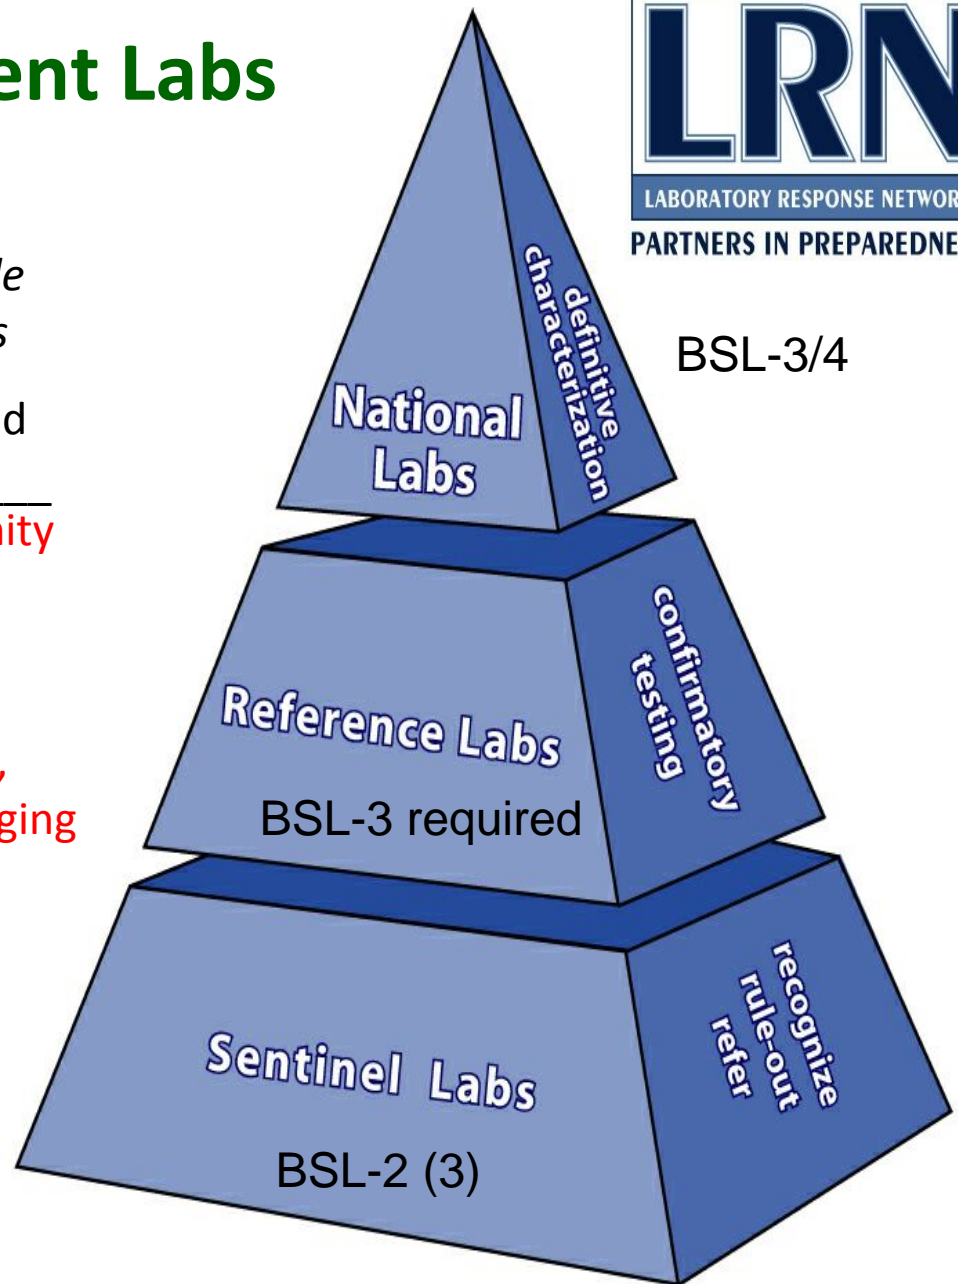 ent Labs
LRN
LABORATORY RESPONSE NETWOR
PARTNERS IN PREPAREDNE
le
s
d
ity
,
ging
BSL-3/4
National
Labs
definitive
characterization
Reference Labs
BSL-3 required
confirmatory
testing
Sentinel Labs
BSL-2 (3)
recognize
rule-out
refer